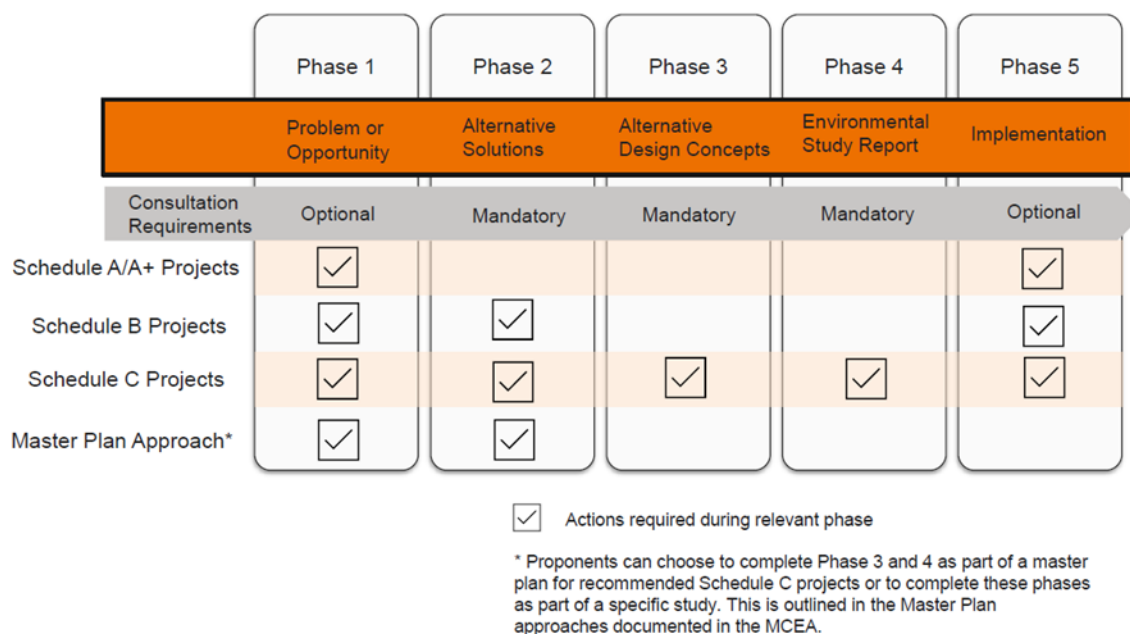 Phase 1 Phase 2 Phase 3 Phase 4 Phase 5
Problem or Opportunity
Alternative Solutions
Alternative Design Concepts
Environmental Study Report
Implementation
Consultation Requirements
Optional Mandatory Mandatory Mandatory Optional
Schedule A/A+ Projects
Schedule B Projects
Schedule C Projects
Master Plan Approach*
Actions required during relevant phase
* Proponents can choose to complete Phase 3 and 4 as part of a master
plan for recommended Schedule C projects or to complete these phases
as part of a specific study. This is outlined in the Master Plan
approaches documented in the MCEA.